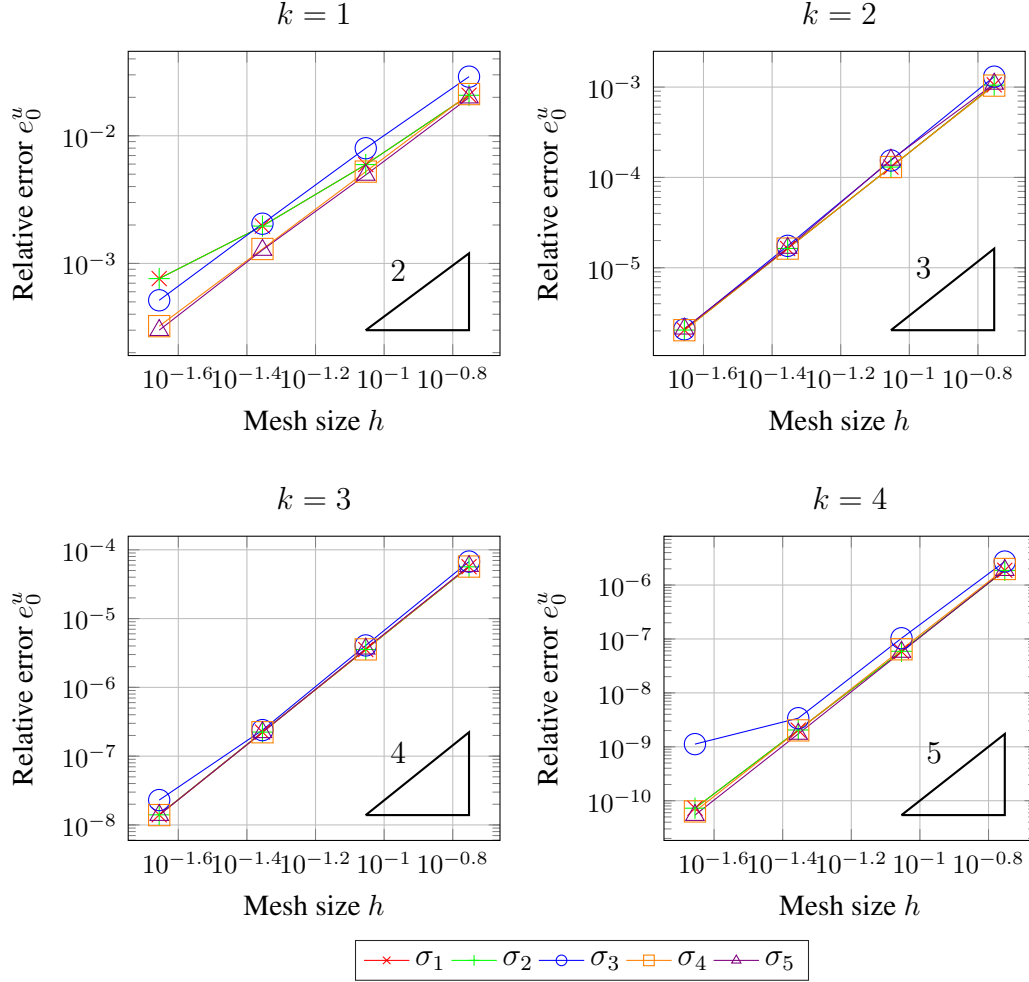 k = 1
k = 2
Relative error e_0^u
10^{-2}
10^{-3}
2
10^{-1.6} 10^{-1.4} 10^{-1.2} 10^{-1} 10^{-0.8}
Mesh size h
Relative error e_0^u
10^{-3}
10^{-4}
10^{-5}
3
10^{-1.6} 10^{-1.4} 10^{-1.2} 10^{-1} 10^{-0.8}
Mesh size h
k = 3
k = 4
Relative error e_0^u
10^{-4}
10^{-5}
10^{-6}
10^{-7}
10^{-8}
4
10^{-1.6} 10^{-1.4} 10^{-1.2} 10^{-1} 10^{-0.8}
Mesh size h
Relative error e_0^u
10^{-6}
10^{-7}
10^{-8}
10^{-9}
10^{-10}
5
10^{-1.6} 10^{-1.4} 10^{-1.2} 10^{-1} 10^{-0.8}
Mesh size h
σ_1 σ_2 σ_3 σ_4 σ_5